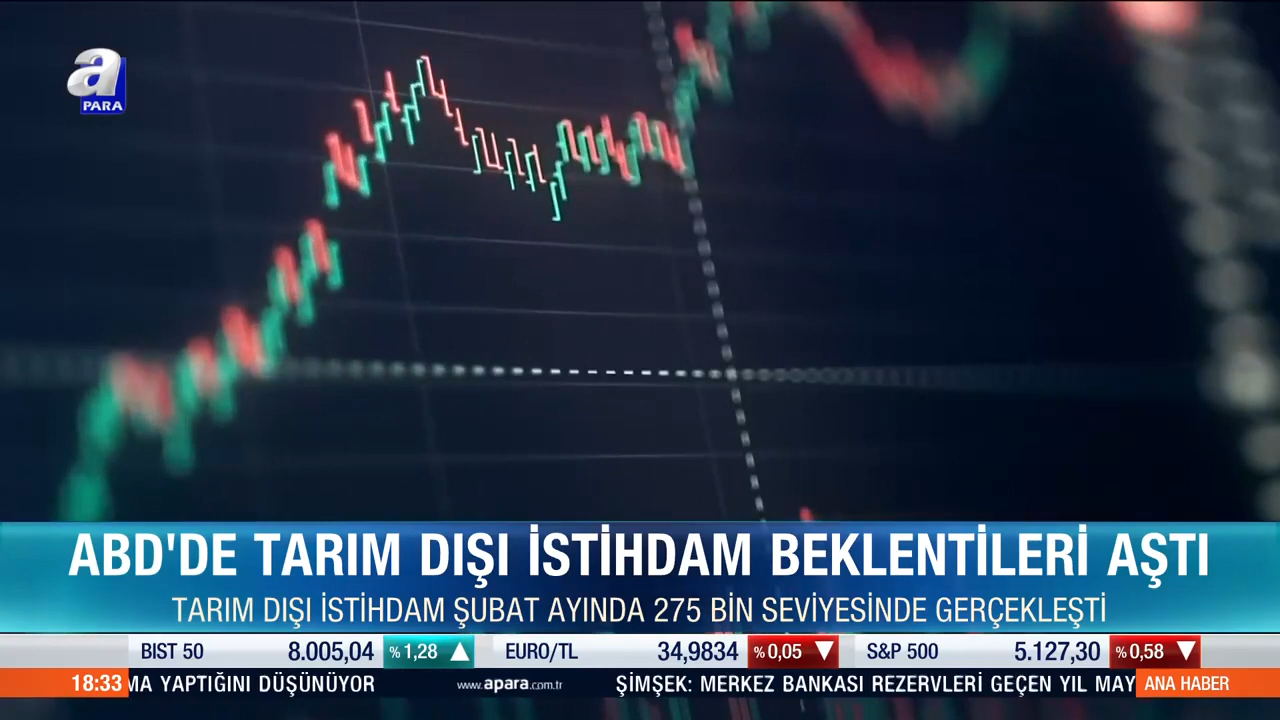 a
PARA
ABD'DE TARIM DIŞI İSTİHDAM BEKLENTİLERİ AŞTI
TARIM DIŞI İSTİHDAM ŞUBAT AYINDA 275 BİN SEVİYESİNDE GERÇEKLEŞTİ
BIST 50 8.005,04 %1,28 EURO/TL 34,9834 %0,05 S&P 500 5.127,30 %0,58
18:33 MA YAPTIĞINI DÜŞÜNÜYOR www.apara.com.tr ŞİMŞEK: MERKEZ BANKASI REZERVLERİ GEÇEN YIL MAY ANA HABER